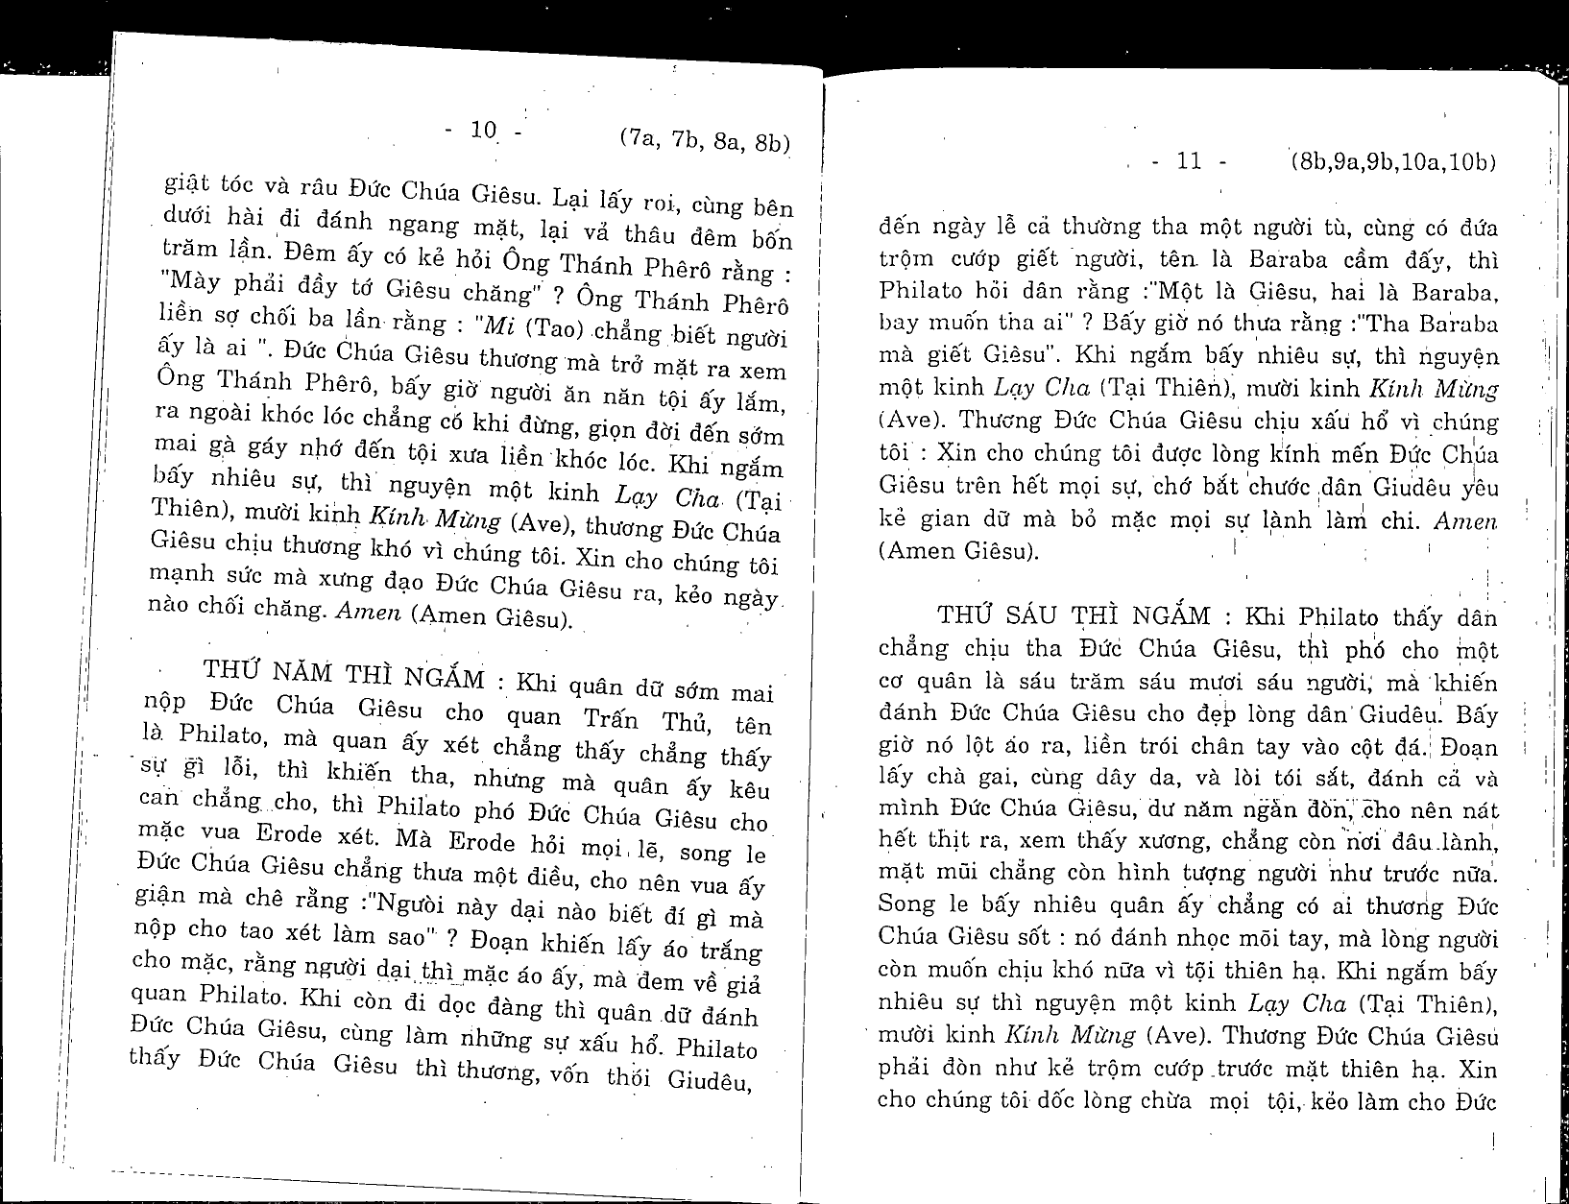 - 10 -
(7a, 7b, 8a, 8b)
giật tóc và râu Đức Chúa Giêsu. Lại lấy roi, cùng bên
dưới hài đi đánh ngang mặt, lại vả thâu đêm bốn
trăm lần. Đêm ấy có kẻ hỏi Ông Thánh Phêrô rằng :
"Mày phải đầy tớ Giêsu chăng" ? Ông Thánh Phêrô
liền sợ chối ba lần rằng : "Mi (Tao) chẳng biết người
ấy là ai ". Đức Chúa Giêsu thương mà trở mặt ra xem
Ông Thánh Phêrô, bấy giờ người ăn năn tội ấy lắm,
ra ngoài khóc lóc chẳng có khi đừng, giọn đời đến sớm
mai gà gáy nhớ đến tội xưa liền khóc lóc. Khi ngắm
bấy nhiêu sự, thì nguyện một kinh Lạy Cha (Tại
Thiên), mười kinh Kính Mừng (Ave), thương Đức Chúa
Giêsu chịu thương khó vì chúng tôi. Xin cho chúng tôi
mạnh sức mà xưng đạo Đức Chúa Giêsu ra, kẻo ngày
nào chối chăng. Amen (Amen Giêsu).
THỨ NĂM THÌ NGẮM : Khi quân dữ sớm mai
nộp Đức Chúa Giêsu cho quan Trấn Thủ, tên
là Philato, mà quan ấy xét chẳng thấy chẳng thấy
sự gì lỗi, thì khiến tha, nhưng mà quân ấy kêu
can chẳng cho, thì Philato phó Đức Chúa Giêsu cho
mặc vua Erode xét. Mà Erode hỏi mọi lẽ, song le
Đức Chúa Giêsu chẳng thưa một điều, cho nên vua ấy
giận mà chê rằng :"Người này dại nào biết đí gì mà
nộp cho tao xét làm sao" ? Đoạn khiến lấy áo trắng
cho mặc, rằng người dại thì mặc áo ấy, mà đem về giả
quan Philato. Khi còn đi dọc đàng thì quân dữ đánh
Đức Chúa Giêsu, cùng làm những sự xấu hổ. Philato
thấy Đức Chúa Giêsu thì thương, vốn thói Giudêu,
- 11 -
(8b,9a,9b,10a,10b)
đến ngày lễ cả thường tha một người tù, cùng có đứa
trộm cướp giết người, tên là Baraba cầm đấy, thì
Philato hỏi dân rằng :"Một là Giêsu, hai là Baraba,
bay muốn tha ai" ? Bấy giờ nó thưa rằng :"Tha Baraba
mà giết Giêsu". Khi ngắm bấy nhiêu sự, thì nguyện
một kinh Lạy Cha (Tại Thiên), mười kinh Kính Mừng
(Ave). Thương Đức Chúa Giêsu chịu xấu hổ vì chúng
tôi : Xin cho chúng tôi được lòng kính mến Đức Chúa
Giêsu trên hết mọi sự, chớ bắt chước dân Giudêu yêu
kẻ gian dữ mà bỏ mặc mọi sự lành làm chi. Amen
(Amen Giêsu).
THỨ SÁU THÌ NGẮM : Khi Philato thấy dân
chẳng chịu tha Đức Chúa Giêsu, thì phó cho một
cơ quân là sáu trăm sáu mươi sáu người, mà khiến
đánh Đức Chúa Giêsu cho đẹp lòng dân Giudêu. Bấy
giờ nó lột áo ra, liền trói chân tay vào cột đá. Đoạn
lấy chà gai, cùng dây da, và lòi tói sắt, đánh cả và
mình Đức Chúa Giêsu, dư năm ngàn đòn, cho nên nát
hết thịt ra, xem thấy xương, chẳng còn nơi đâu lành,
mặt mũi chẳng còn hình tượng người như trước nữa.
Song le bấy nhiêu quân ấy chẳng có ai thương Đức
Chúa Giêsu sốt : nó đánh nhọc mõi tay, mà lòng người
còn muốn chịu khó nữa vì tội thiên hạ. Khi ngắm bấy
nhiêu sự thì nguyện một kinh Lạy Cha (Tại Thiên),
mười kinh Kính Mừng (Ave). Thương Đức Chúa Giêsu
phải đòn như kẻ trộm cướp trước mặt thiên hạ. Xin
cho chúng tôi dốc lòng chừa mọi tội, kẻo làm cho Đức